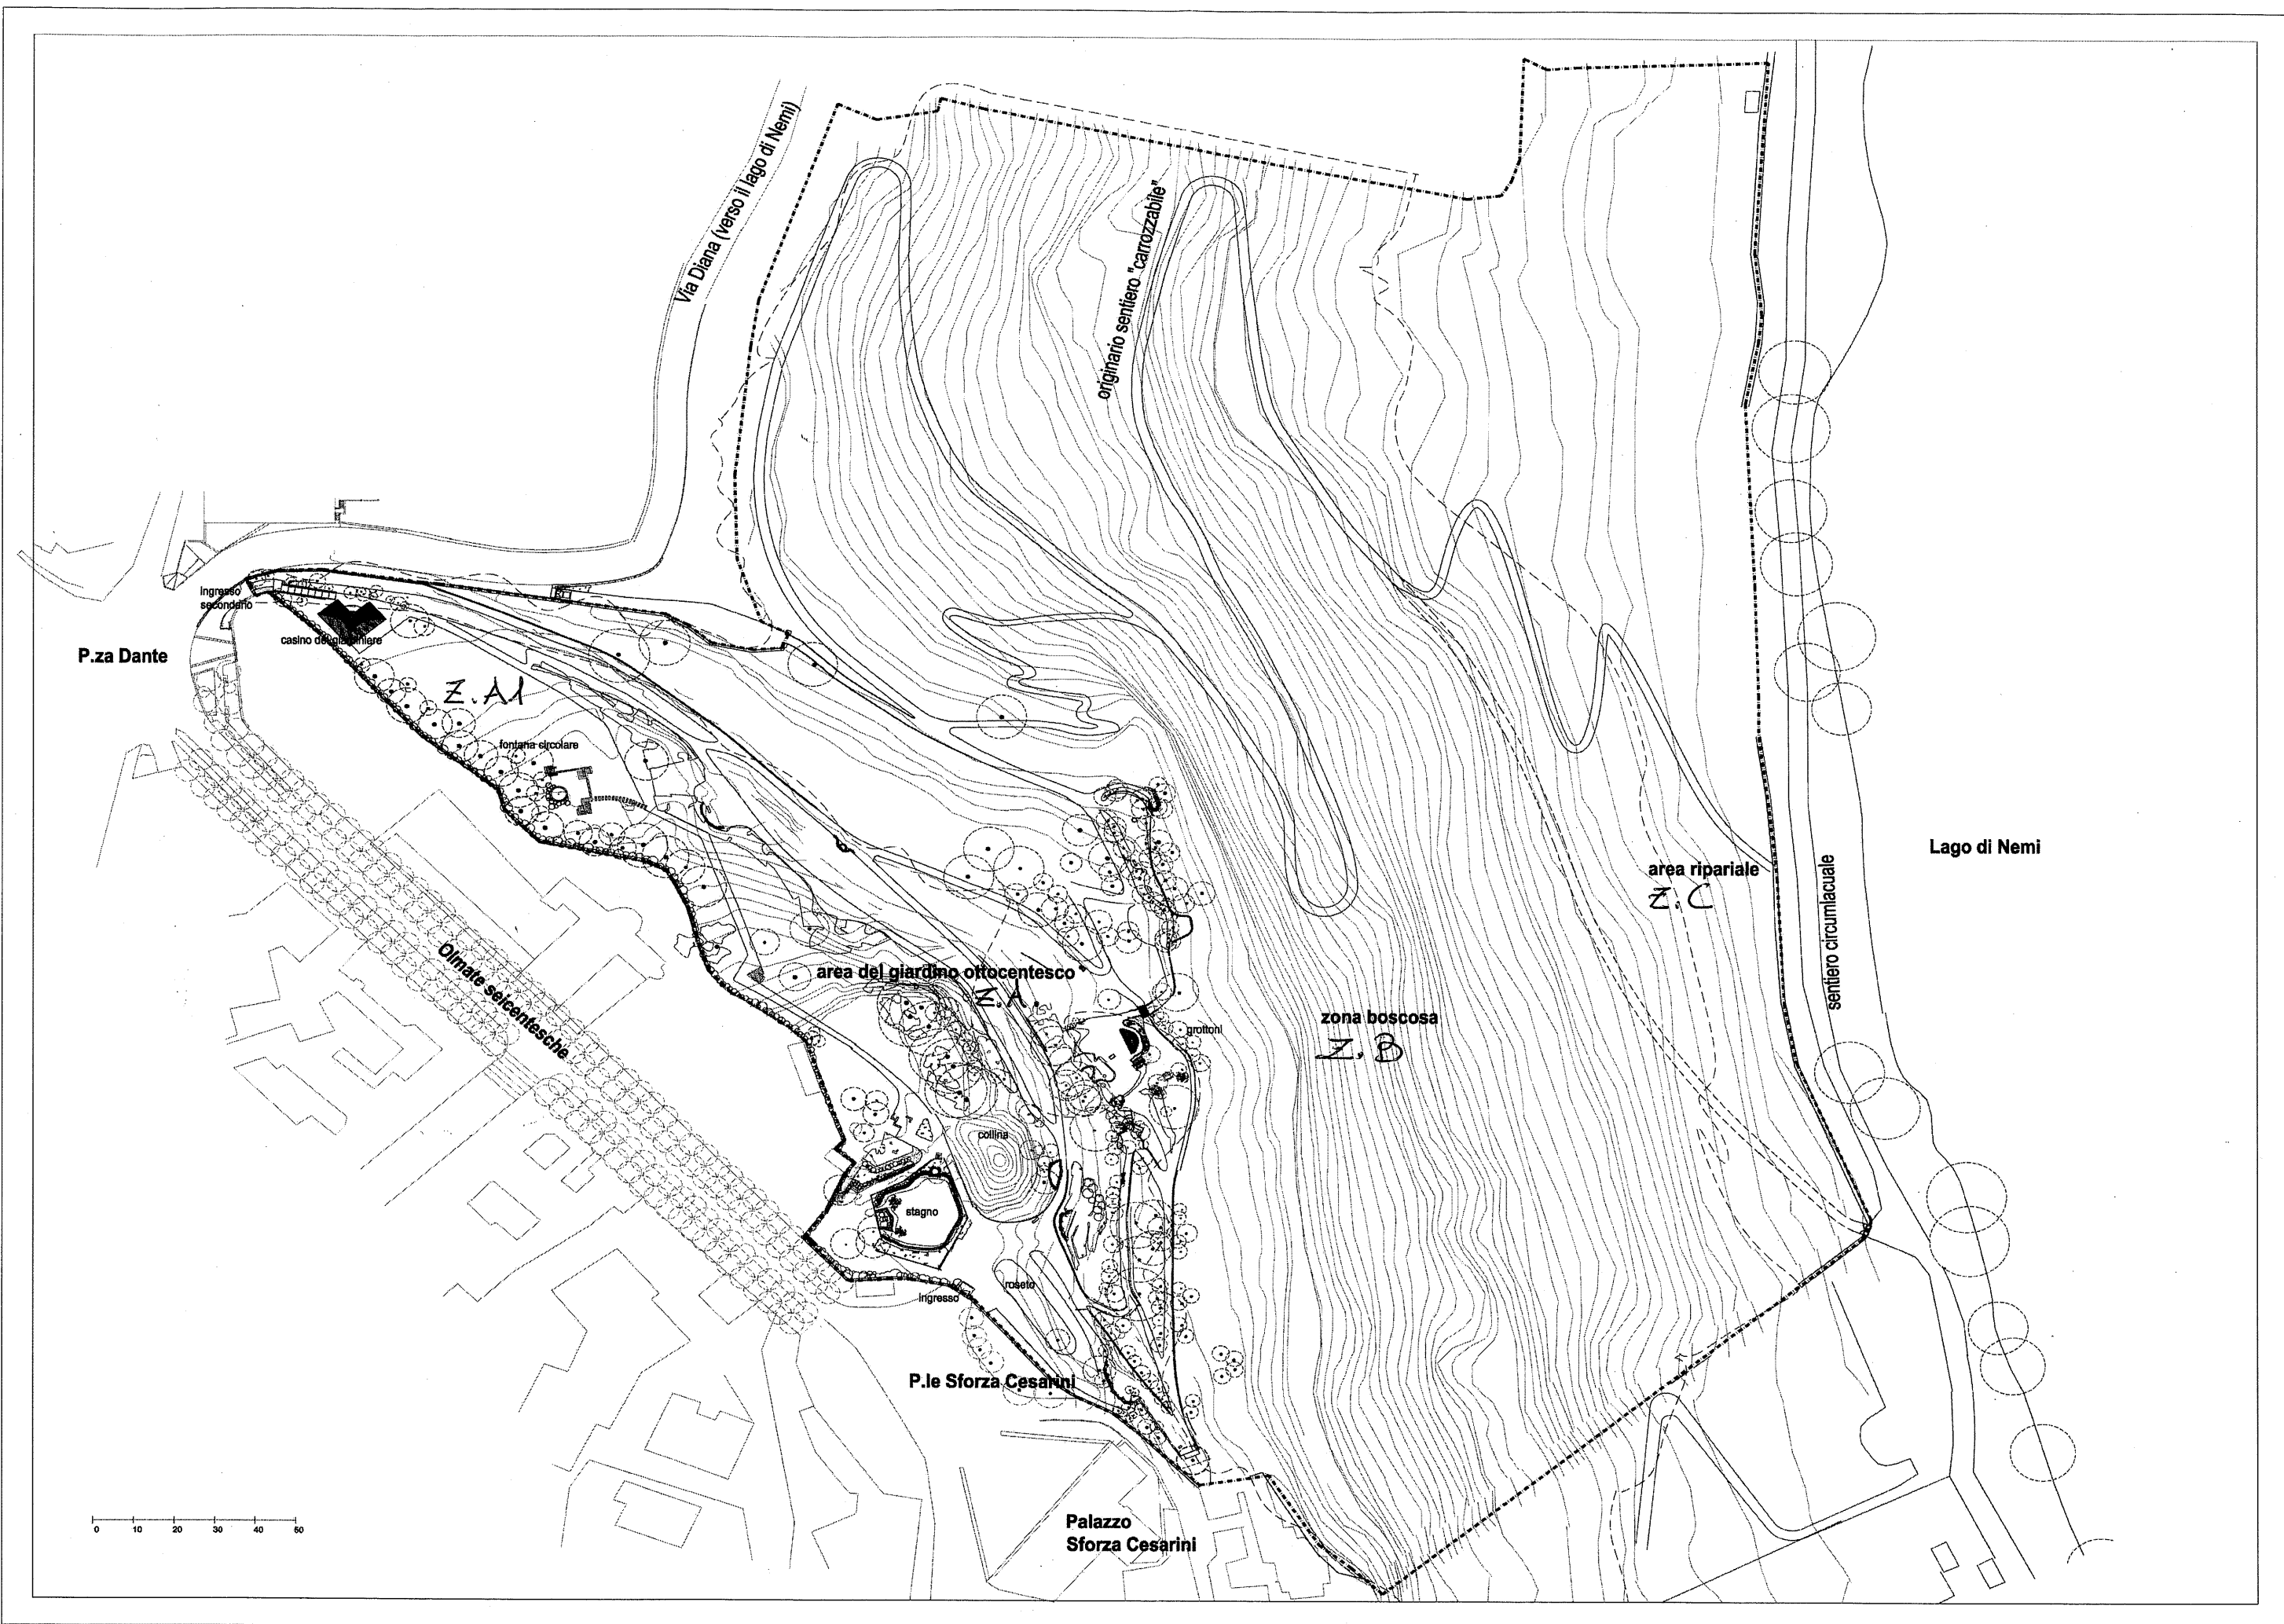 Via Diana (verso il lago di Nemi)
originario sentiero "carrozzabile"
Ingresso
secondario
casino del giardiniere
P.za Dante
Z. A1
fontana circolare
Olmate seicentesche
area del giardino ottocentesco
Z. A.
grottoni
zona boscosa
Z. B
area ripariale
Z. C
sentiero circumlacuale
Lago di Nemi
collina
stagno
roseto
ingresso
P.le Sforza Cesarini
Palazzo
Sforza Cesarini
0 10 20 30 40 50